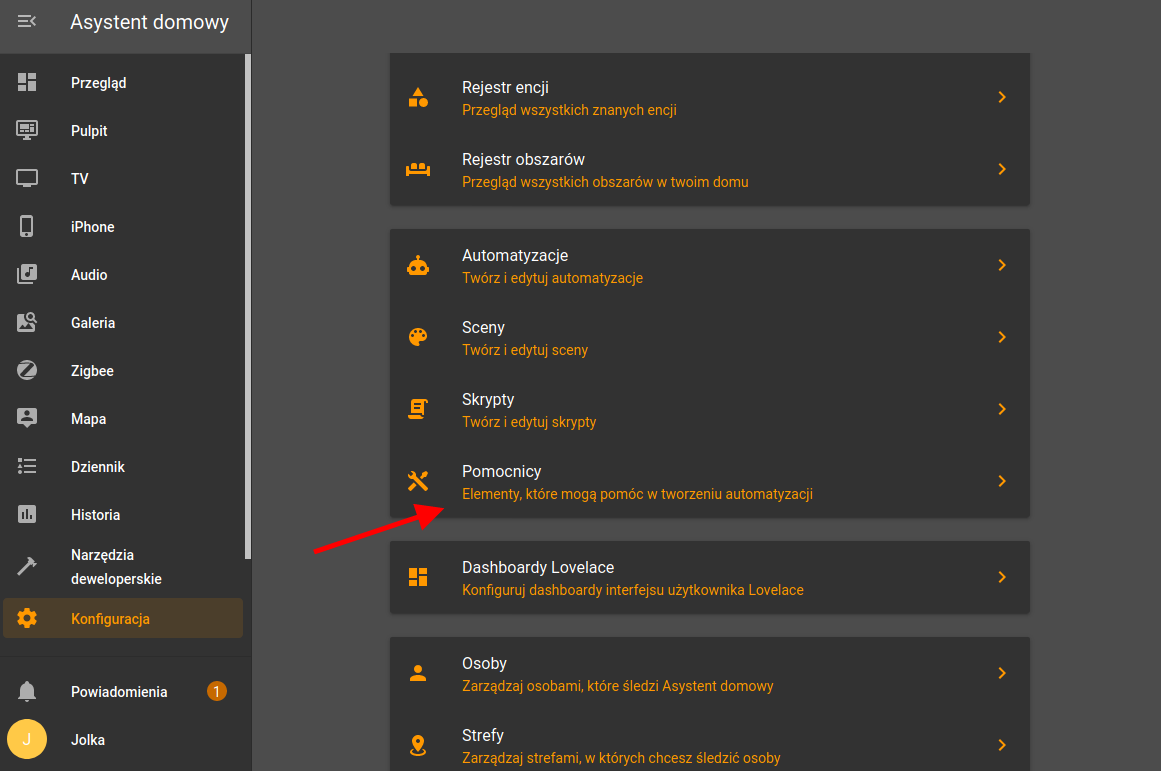 Asystent domowy
Przegląd
Pulpit
TV
iPhone
Audio
Galeria
Zigbee
Mapa
Dziennik
Historia
Narzędzia
deweloperskie
Konfiguracja
Powiadomienia 1
J Jolka
Rejestr encji
Przegląd wszystkich znanych encji
Rejestr obszarów
Przegląd wszystkich obszarów w twoim domu
Automatyzacje
Twórz i edytuj automatyzacje
Sceny
Twórz i edytuj sceny
Skrypty
Twórz i edytuj skrypty
Pomocnicy
Elementy, które mogą pomóc w tworzeniu automatyzacji
Dashboardy Lovelace
Konfiguruj dashboardy interfejsu użytkownika Lovelace
Osoby
Zarządzaj osobami, które śledzi Asystent domowy
Strefy
Zarządzaj strefami, w których chcesz śledzić osoby